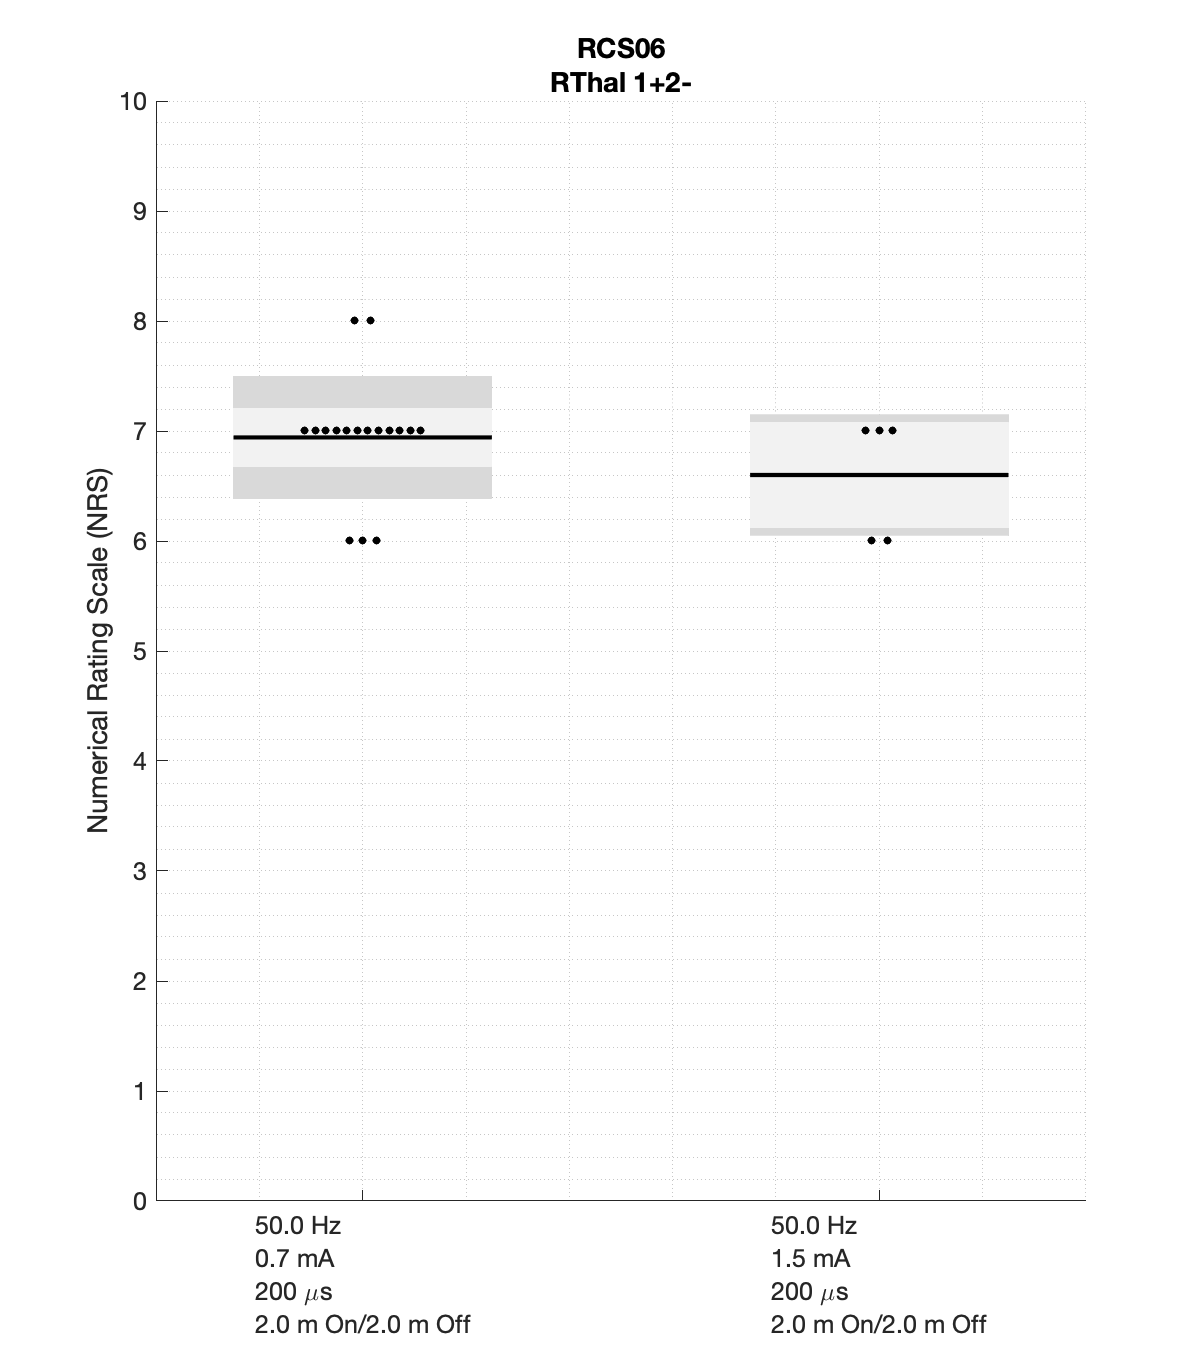 RCS06
RThal 1+2-
10
9
8
7
6
5
4
3
2
1
0
Numerical Rating Scale (NRS)
50.0 Hz
0.7 mA
200 μs
2.0 m On/2.0 m Off
50.0 Hz
1.5 mA
200 μs
2.0 m On/2.0 m Off